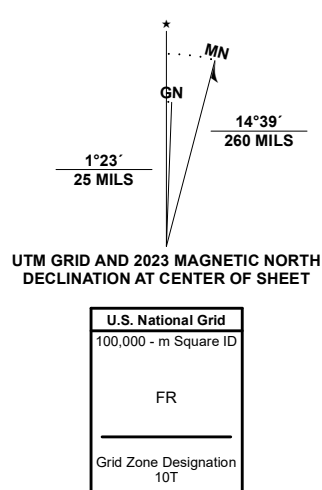 ★
MN
GN
14°39´
260 MILS
1°23´
25 MILS
UTM GRID AND 2023 MAGNETIC NORTH
DECLINATION AT CENTER OF SHEET
U.S. National Grid
100,000 - m Square ID
FR
Grid Zone Designation
10T